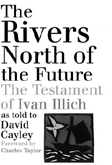 The
Rivers
North of
the Future
The Testament
of Ivan Illich
as told to
David
Cayley
Foreword by
Charles Taylor